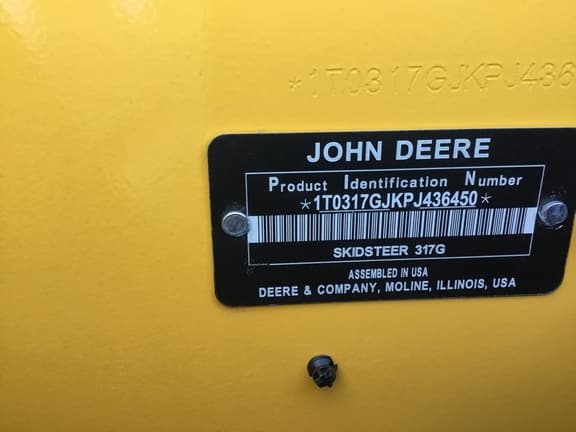 *1T0317GJKPJ436
JOHN DEERE
Product Identification Number
*1T0317GJKPJ436450*
SKIDSTEER 317G
ASSEMBLED IN USA
DEERE & COMPANY, MOLINE, ILLINOIS, USA